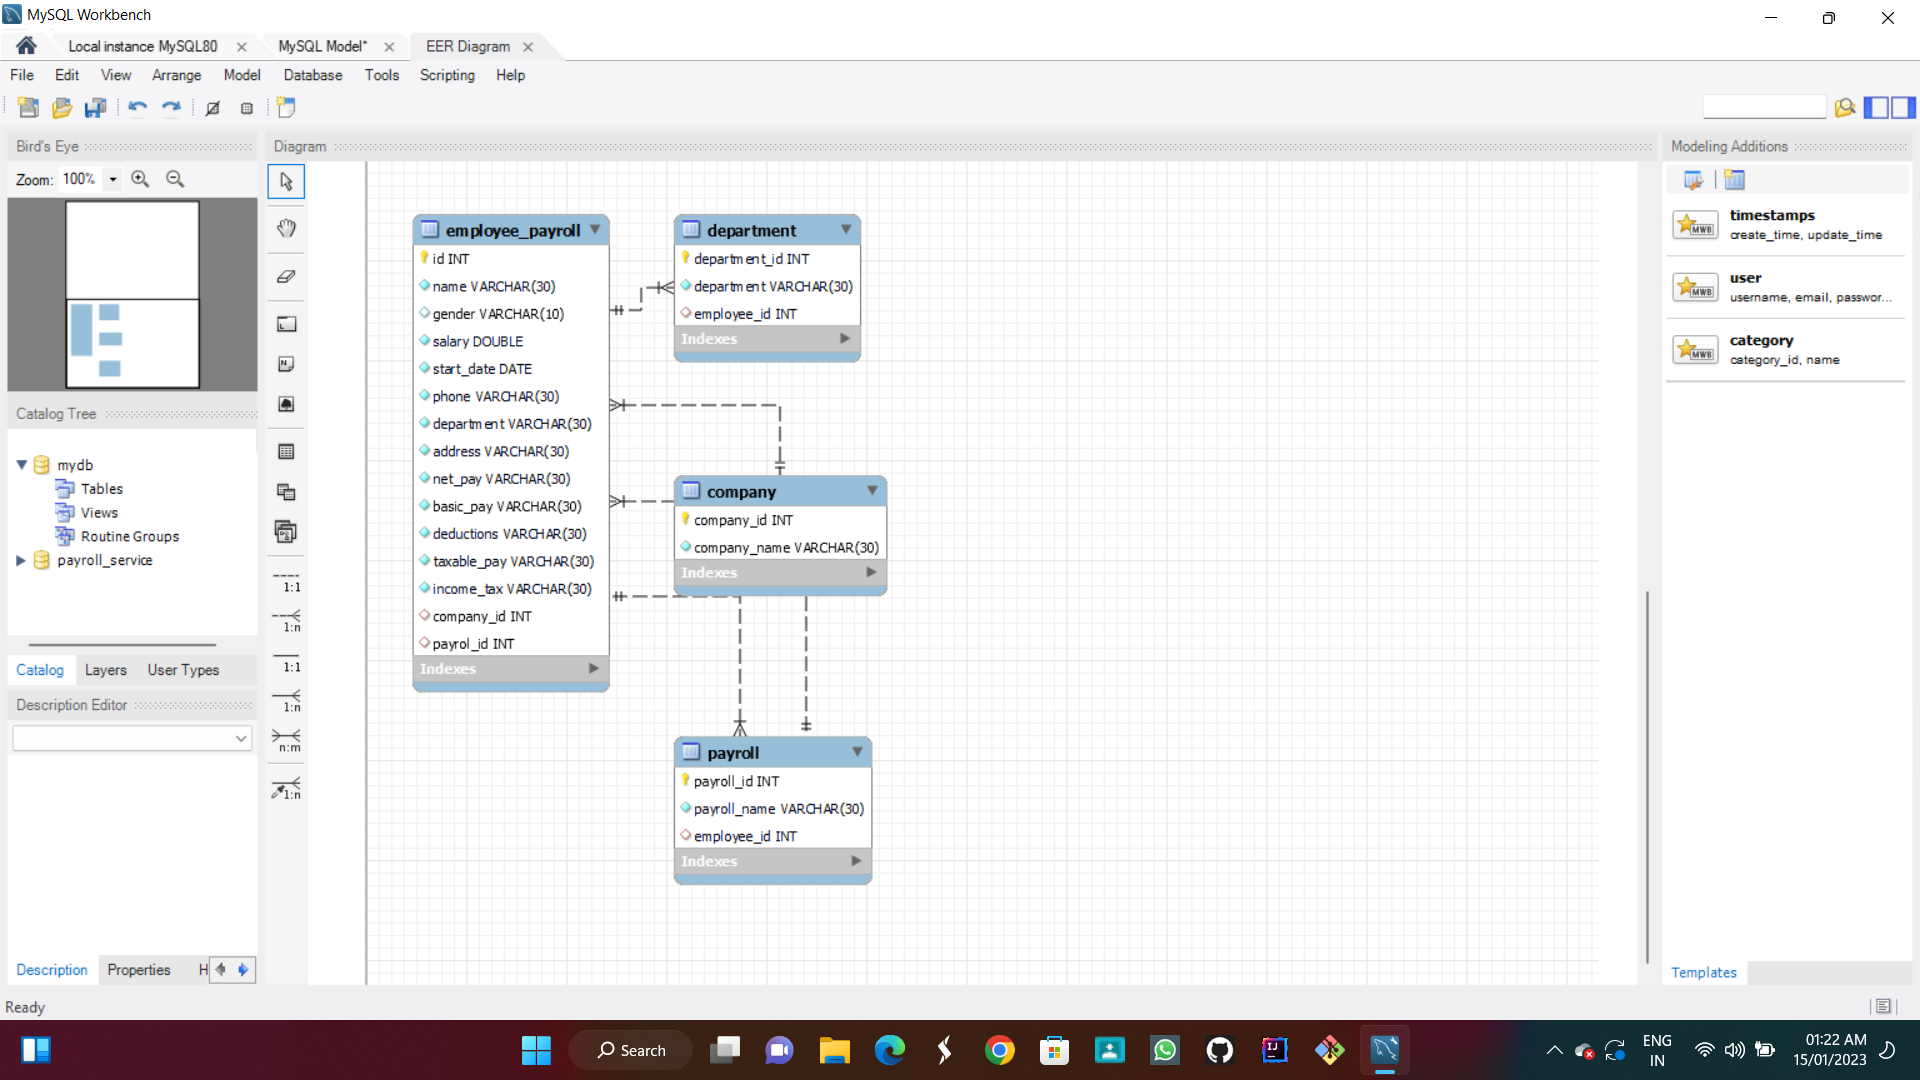 MySQL Workbench
Local instance MySQL80
MySQL Model*
EER Diagram
File Edit View Arrange Model Database Tools Scripting Help
Bird's Eye
Zoom: 100%
Catalog Tree
mydb
Tables
Views
Routine Groups
payroll_service
Catalog Layers User Types
Description Editor
Description Properties H
Ready
Diagram
1:1
1:n
1:1
1:n
n:m
1:n
employee_payroll
id INT
name VARCHAR(30)
gender VARCHAR(10)
salary DOUBLE
start_date DATE
phone VARCHAR(30)
department VARCHAR(30)
address VARCHAR(30)
net_pay VARCHAR(30)
basic_pay VARCHAR(30)
deductions VARCHAR(30)
taxable_pay VARCHAR(30)
income_tax VARCHAR(30)
company_id INT
payrol_id INT
Indexes
department
department_id INT
department VARCHAR(30)
employee_id INT
Indexes
company
company_id INT
company_name VARCHAR(30)
Indexes
payroll
payroll_id INT
payroll_name VARCHAR(30)
employee_id INT
Indexes
Modeling Additions
MWB
timestamps
create_time, update_time
MWB
user
username, email, passwor...
MWB
category
category_id, name
Templates
Search
ENG
IN
01:22 AM
15/01/2023